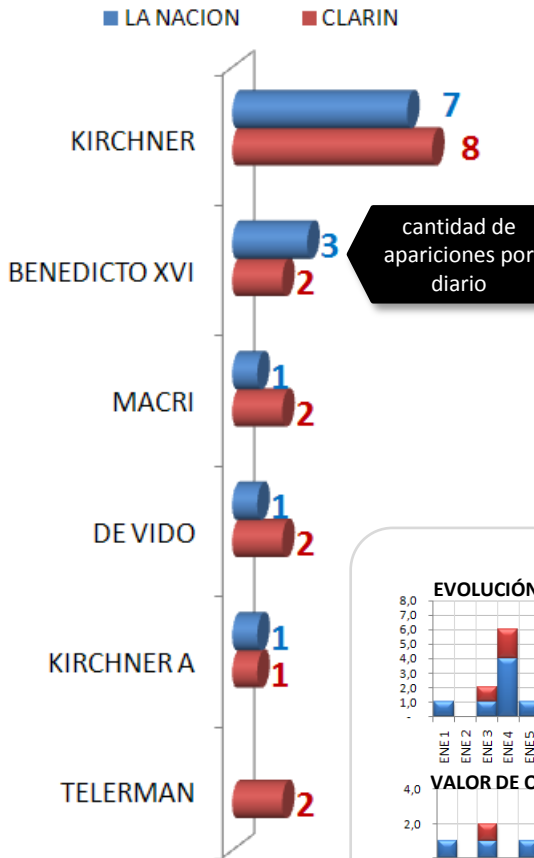 LA NACION CLARIN
KIRCHNER 7
8
BENEDICTO XVI 3
2
cantidad de
apariciones por
diario
MACRI 1
2
DE VIDO 1
2
KIRCHNER A 1
1
TELERMAN 2
EVOLUCIÓN
8,0
7,0
6,0
5,0
4,0
3,0
2,0
1,0
-
ENE 1 ENE 2 ENE 3 ENE 4 ENE 5
VALOR DE O
4,0
2,0